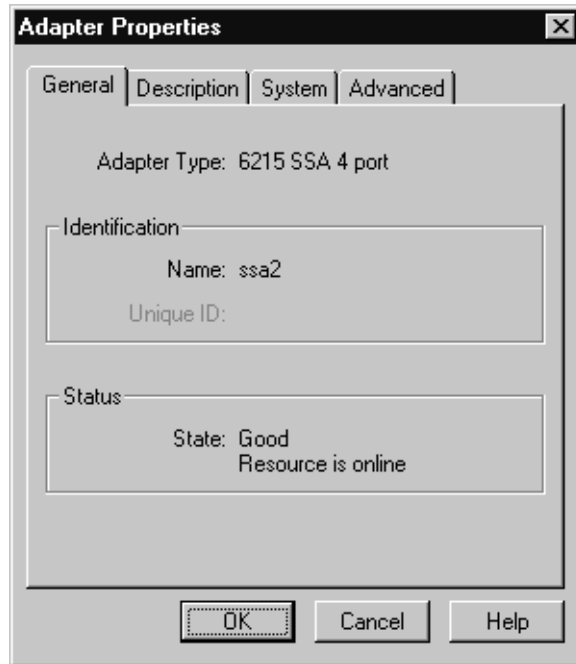 Adapter Properties
General Description System Advanced
Adapter Type: 6215 SSA 4 port
Identification
Name: ssa2
Unique ID:
Status
State: Good
Resource is online
OK Cancel Help